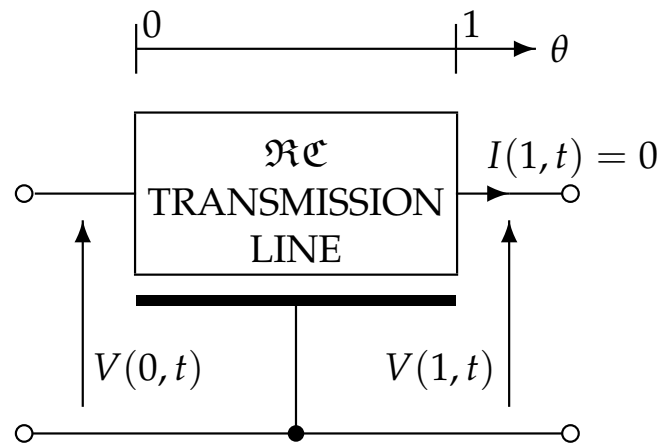 0 1
θ
ℜℭ
TRANSMISSION
LINE
I(1, t) = 0
V(0, t)
V(1, t)